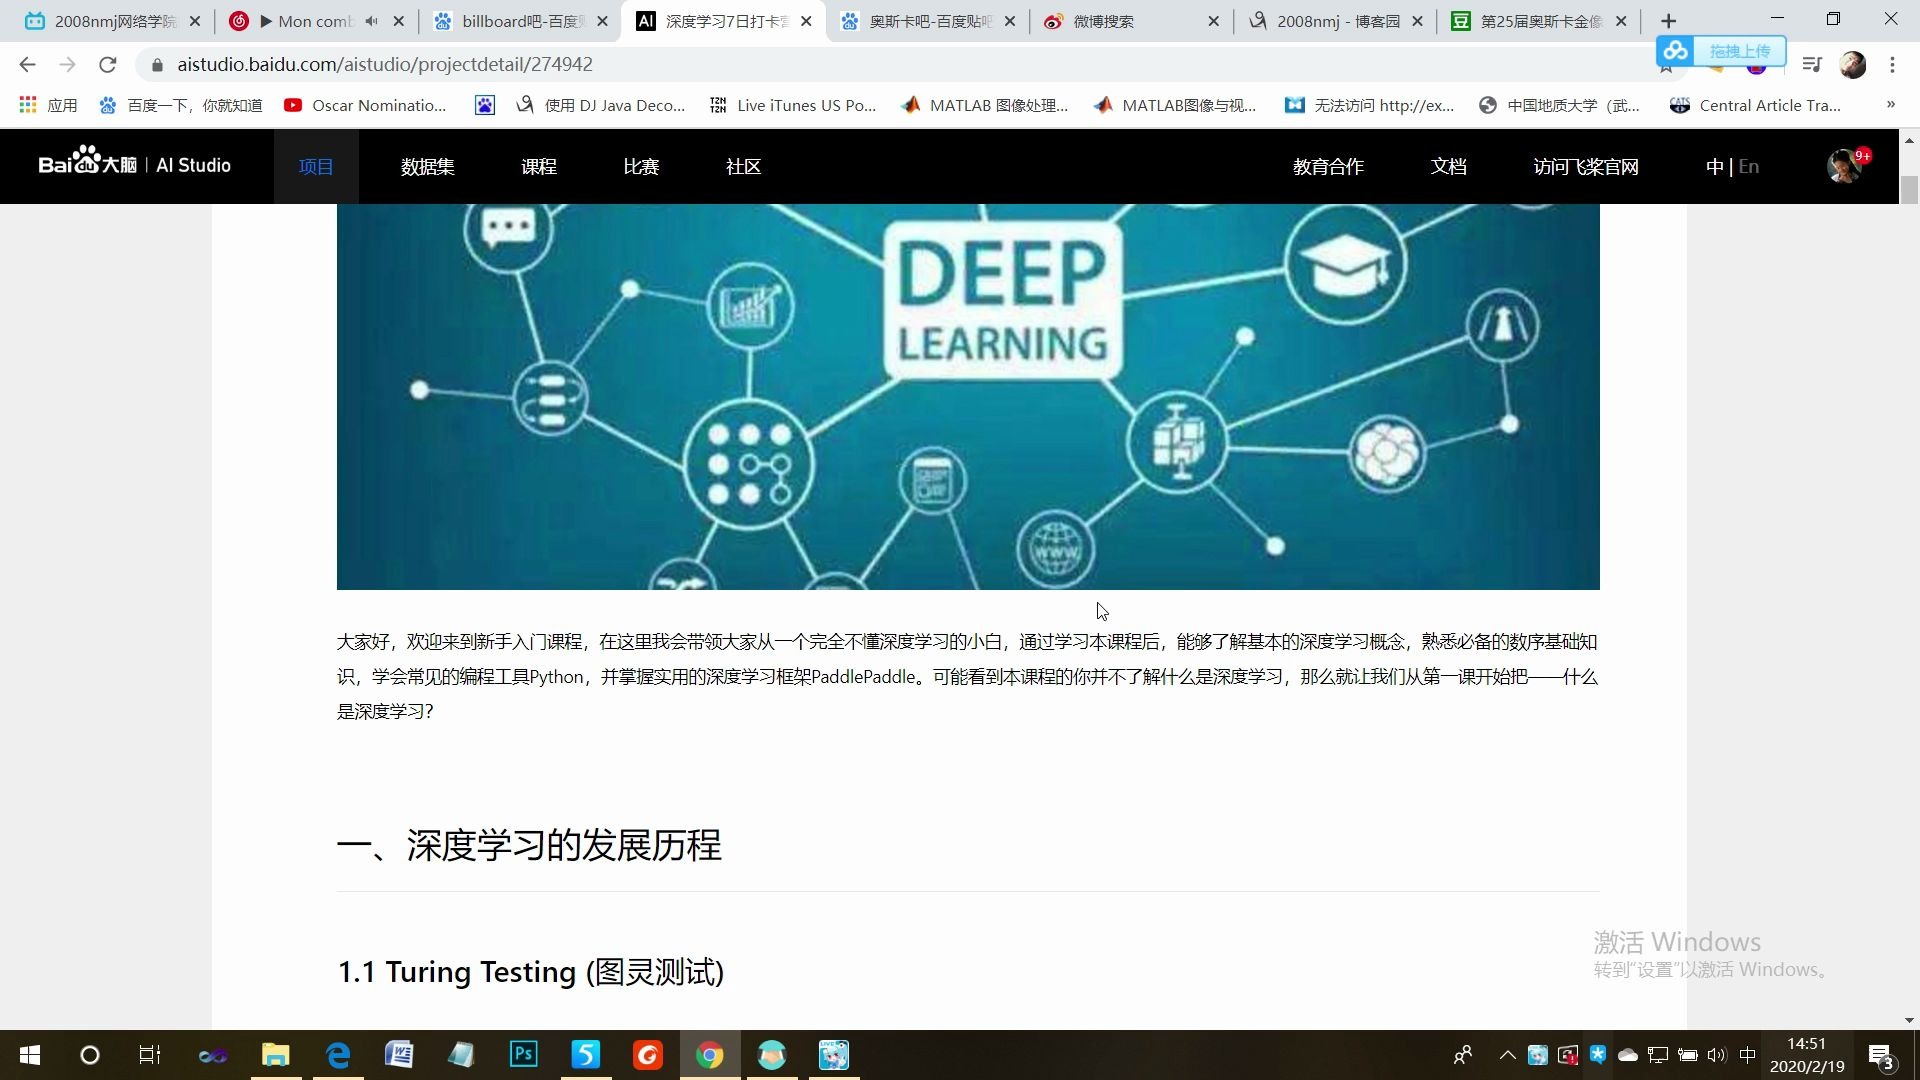 2008nmj网络学院
Mon comb
billboard吧-百度贴
深度学习7日打卡营
奥斯卡吧-百度贴吧
微博搜索
2008nmj - 博客园
第25届奥斯卡金像
aistudio.baidu.com/aistudio/projectdetail/274942
拖拽上传
应用
百度一下，你就知道
Oscar Nominatio...
使用 DJ Java Deco...
Live iTunes US Po...
MATLAB 图像处理...
MATLAB图像与视...
无法访问 http://ex...
中国地质大学（武...
Central Article Tra...
»
Bai du 大脑 | AI Studio
项目
数据集
课程
比赛
社区
教育合作
文档
访问飞桨官网
中 | En
9+
DEEP
LEARNING
WWW
大家好，欢迎来到新手入门课程，在这里我会带领大家从一个完全不懂深度学习的小白，通过学习本课程后，能够了解基本的深度学习概念，熟悉必备的数序基础知
识，学会常见的编程工具Python，并掌握实用的深度学习框架PaddlePaddle。可能看到本课程的你并不了解什么是深度学习，那么就让我们从第一课开始把——什么
是深度学习？
一、深度学习的发展历程
1.1 Turing Testing (图灵测试)
激活 Windows
转到"设置"以激活 Windows。
Ps
中
14:51
2020/2/19
3